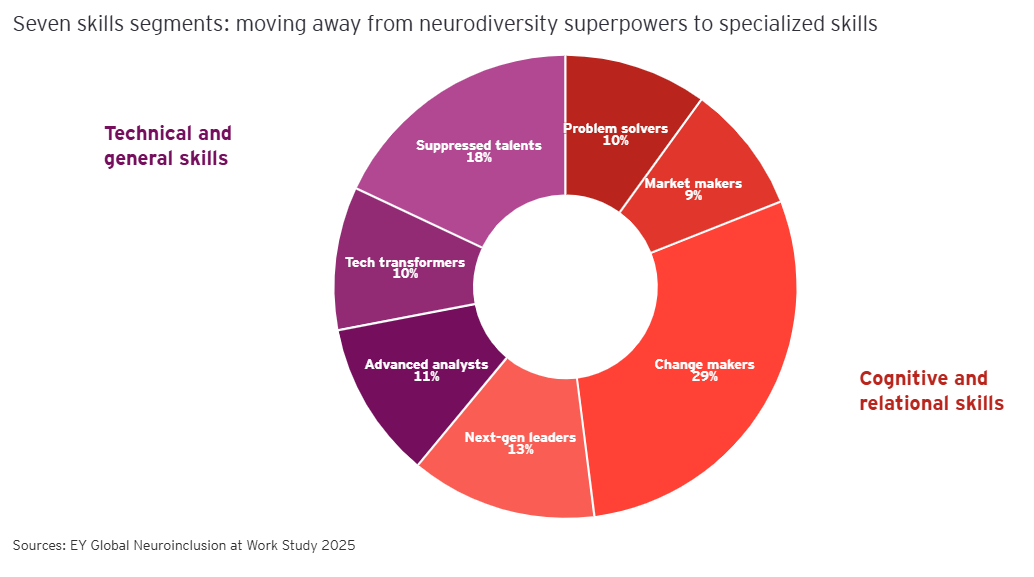 Seven skills segments: moving away from neurodiversity superpowers to specialized skills
Technical and
general skills
Suppressed talents
18%
Problem solvers
10%
Market makers
9%
Tech transformers
10%
Advanced analysts
11%
Change makers
29%
Cognitive and
relational skills
Next-gen leaders
13%
Sources: EY Global Neuroinclusion at Work Study 2025